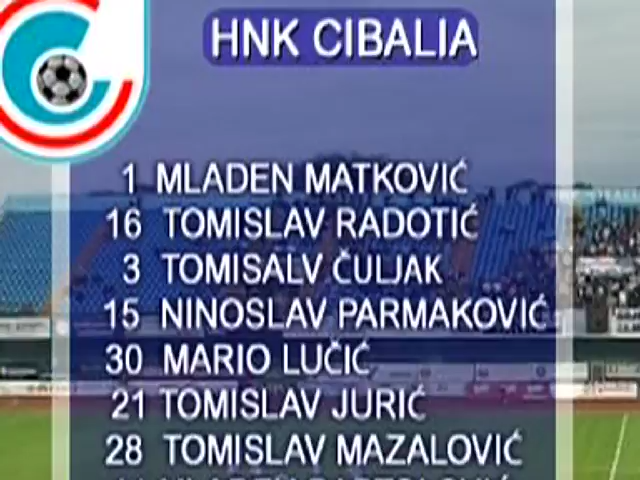 HNK CIBALIA
1 MLADEN MATKOVIĆ
16 TOMISLAV RADOTIĆ
3 TOMISALV ČULJAK
15 NINOSLAV PARMAKOVIĆ
30 MARIO LUČIĆ
21 TOMISLAV JURIĆ
28 TOMISLAV MAZALOVIĆ